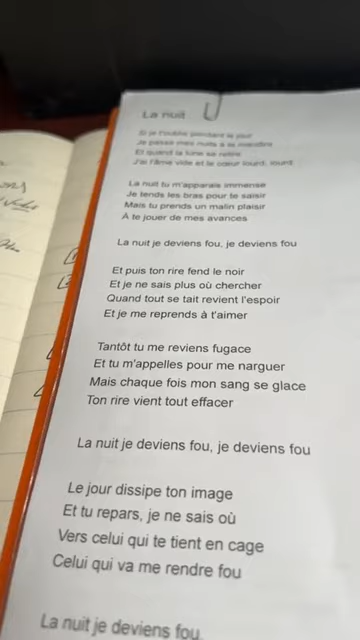 La nuit
Si je t'oublie pendant le jour
Je passe mes nuits à te maudire
Et quand la lune se retire
J'ai l'âme vide et le cœur lourd, lourd
La nuit tu m'apparais immense
Je tends les bras pour te saisir
Mais tu prends un malin plaisir
À te jouer de mes avances
La nuit je deviens fou, je deviens fou
Et puis ton rire fend le noir
Et je ne sais plus où chercher
Quand tout se tait revient l'espoir
Et je me reprends à t'aimer
Tantôt tu me reviens fugace
Et tu m'appelles pour me narguer
Mais chaque fois mon sang se glace
Ton rire vient tout effacer
La nuit je deviens fou, je deviens fou
Le jour dissipe ton image
Et tu repars, je ne sais où
Vers celui qui te tient en cage
Celui qui va me rendre fou
La nuit je deviens fou,